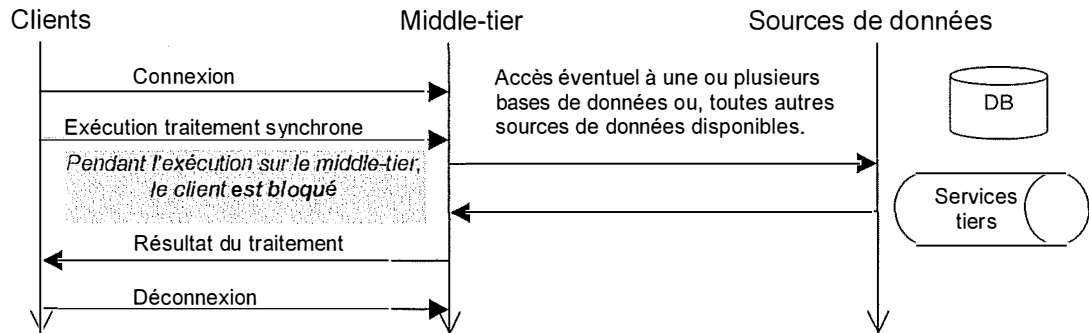 Clients
Middle-tier
Sources de données
Connexion
Accès éventuel à une ou plusieurs
bases de données ou, toutes autres
sources de données disponibles.
DB
Exécution traitement synchrone
Pendant l'exécution sur le middle-tier,
le client est bloqué
Services
tiers
Résultat du traitement
Déconnexion